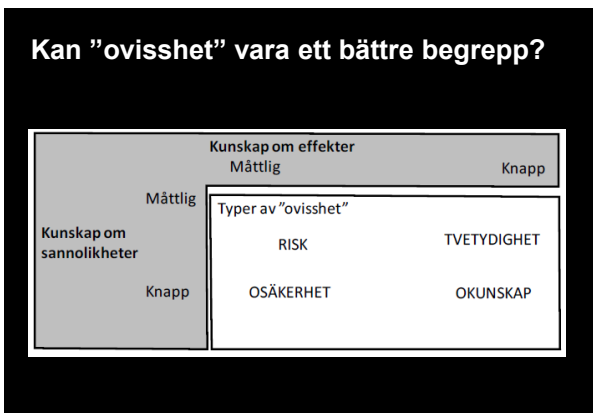 Kan ”ovisshet” vara ett bättre begrepp?
Kunskap om effekter
Måttlig Knapp
Måttlig
Typer av ”ovisshet”
Kunskap om
sannolikheter
RISK TVETYDIGHET
Knapp OSÄKERHET OKUNSKAP